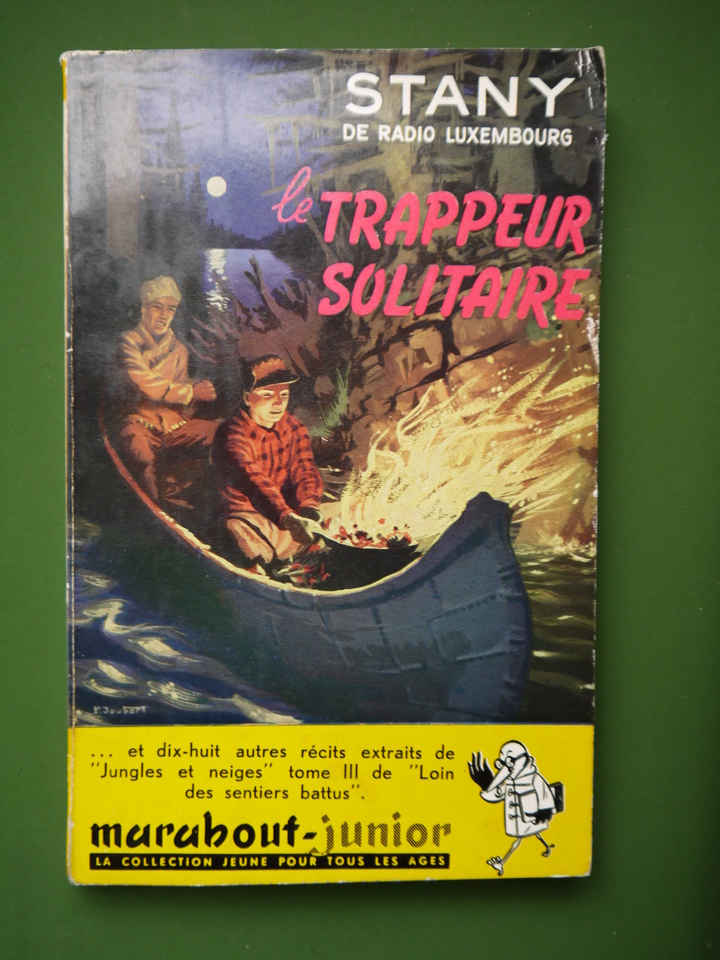 STANY
DE RADIO LUXEMBOURG
le TRAPPEUR
SOLITAIRE
P. Joubert
... et dix-huit autres récits extraits de
"Jungles et neiges" tome III de "Loin
des sentiers battus".
marabout-junior
LA COLLECTION JEUNE POUR TOUS LES AGES